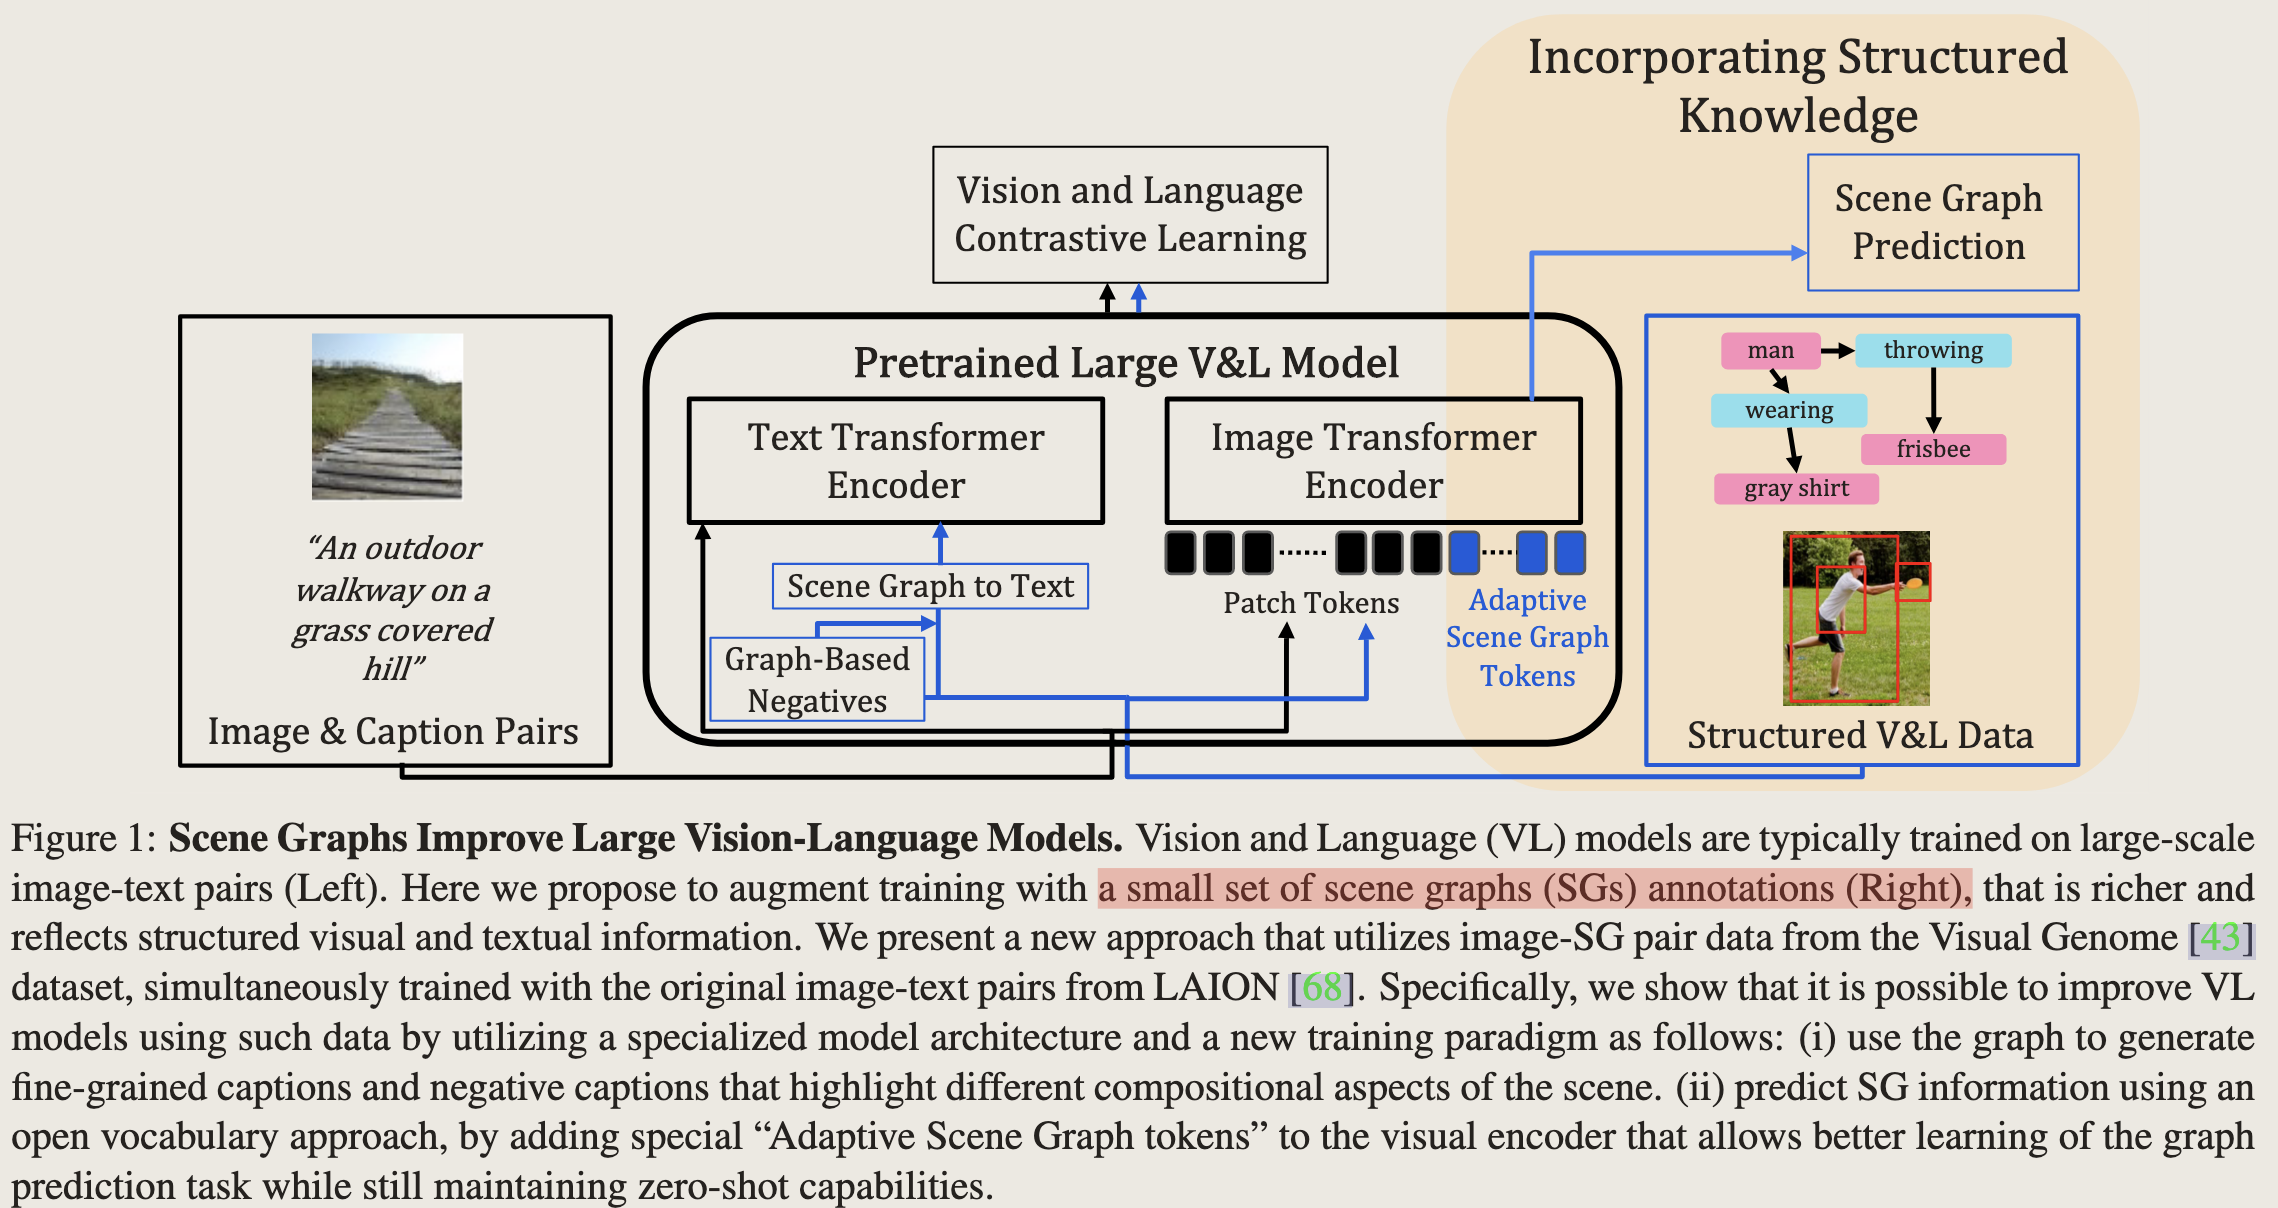 Incorporating Structured
Knowledge
Vision and Language
Contrastive Learning
Scene Graph
Prediction
Pretrained Large V&L Model
Text Transformer
Encoder
Image Transformer
Encoder
Scene Graph to Text
Graph-Based
Negatives
Patch Tokens
Adaptive
Scene Graph
Tokens
“An outdoor
walkway on a
grass covered
hill”
Image & Caption Pairs
man
throwing
wearing
frisbee
gray shirt
Structured V&L Data
Figure 1: Scene Graphs Improve Large Vision-Language Models. Vision and Language (VL) models are typically trained on large-scale
image-text pairs (Left). Here we propose to augment training with a small set of scene graphs (SGs) annotations (Right), that is richer and
reflects structured visual and textual information. We present a new approach that utilizes image-SG pair data from the Visual Genome [43]
dataset, simultaneously trained with the original image-text pairs from LAION [68]. Specifically, we show that it is possible to improve VL
models using such data by utilizing a specialized model architecture and a new training paradigm as follows: (i) use the graph to generate
fine-grained captions and negative captions that highlight different compositional aspects of the scene. (ii) predict SG information using an
open vocabulary approach, by adding special “Adaptive Scene Graph tokens” to the visual encoder that allows better learning of the graph
prediction task while still maintaining zero-shot capabilities.